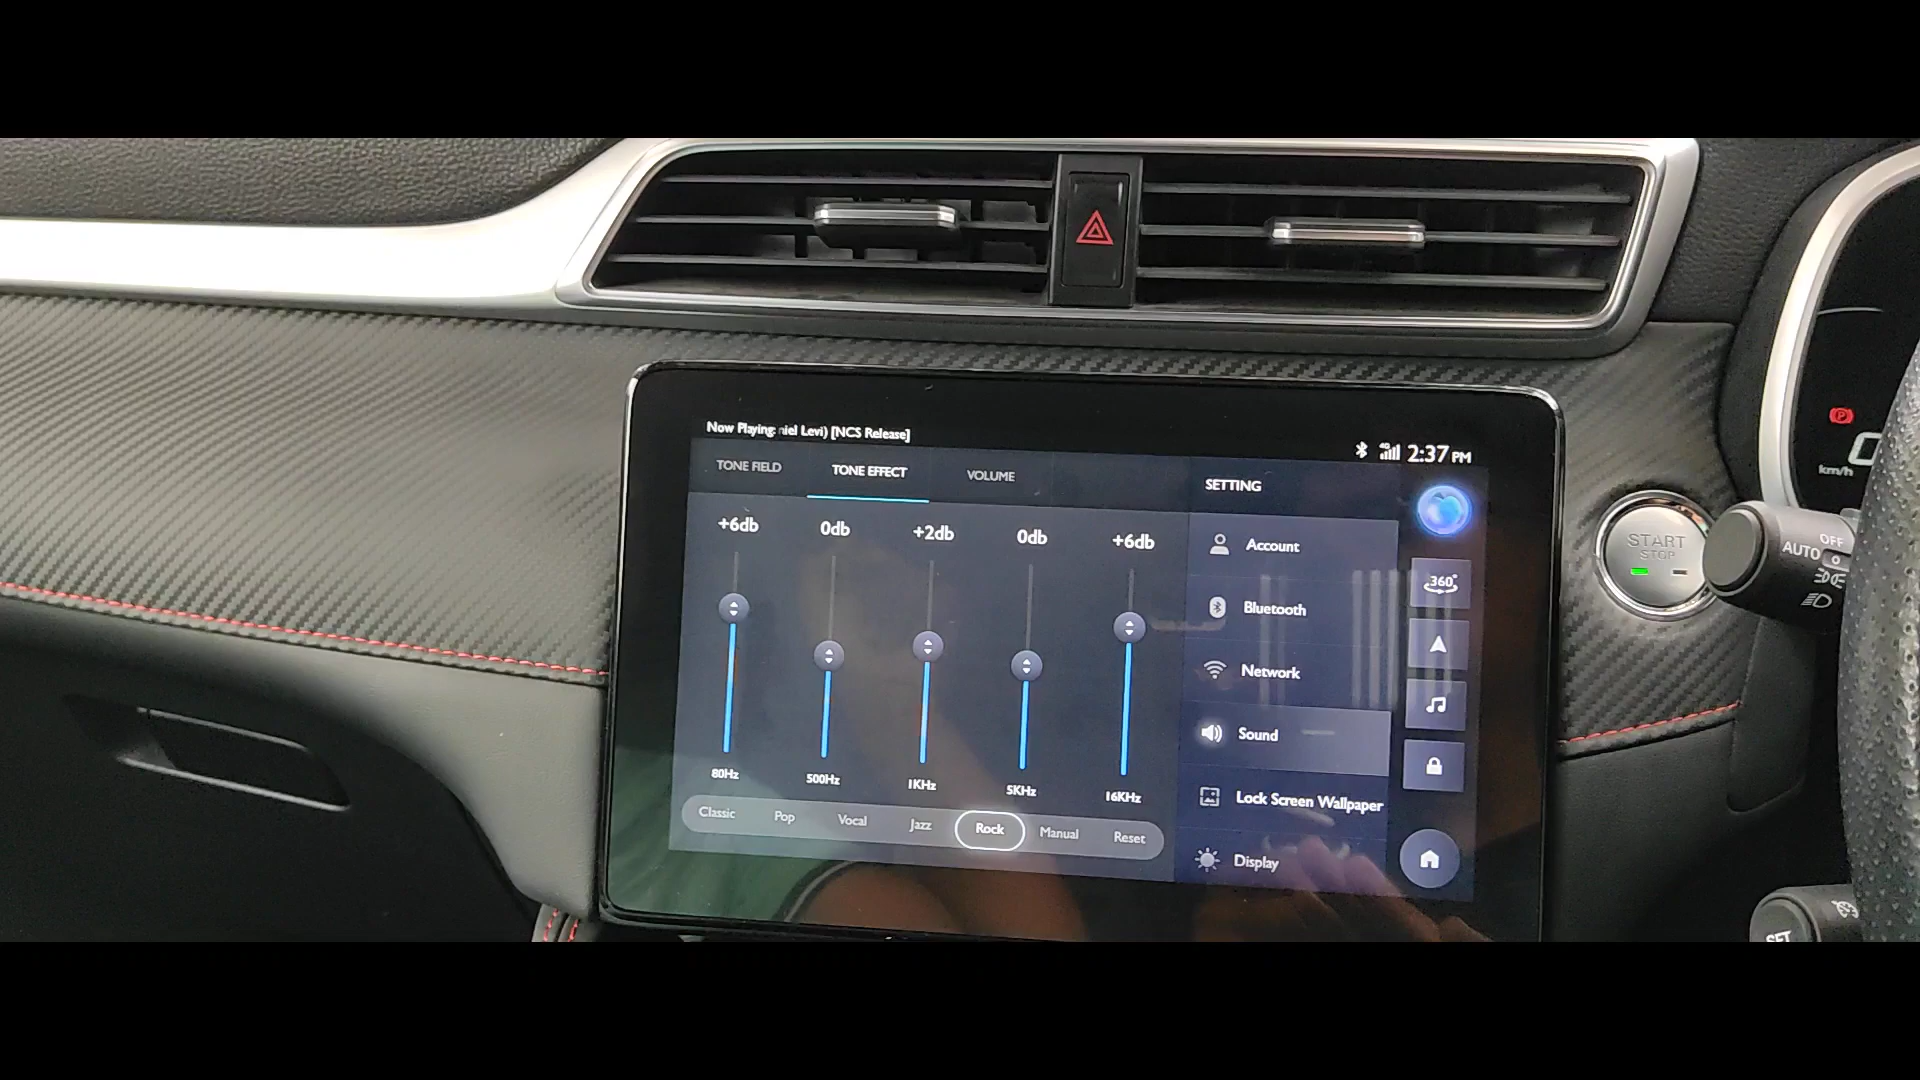 Now Playing: niel Levi) [NCS Release]
4G 2:37 PM
TONE FIELD TONE EFFECT VOLUME
SETTING
+6db 0db +2db 0db +6db
80Hz 500Hz 1KHz 5KHz 16KHz
Classic Pop Vocal Jazz Rock Manual Reset
Account
Bluetooth
Network
Sound
Lock Screen Wallpaper
Display
360°
START
STOP
OFF
AUTO
P
0
km/h
SET